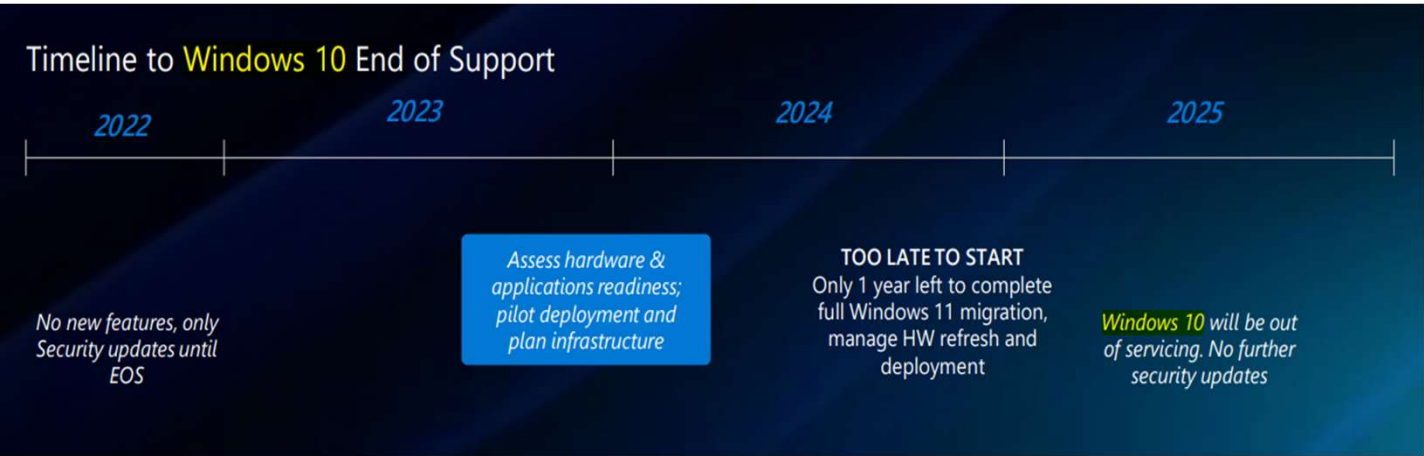 Timeline to Windows 10 End of Support
2022
2023
2024
2025
No new features, only
Security updates until
EOS
Assess hardware &
applications readiness;
pilot deployment and
plan infrastructure
TOO LATE TO START
Only 1 year left to complete
full Windows 11 migration,
manage HW refresh and
deployment
Windows 10 will be out
of servicing. No further
security updates